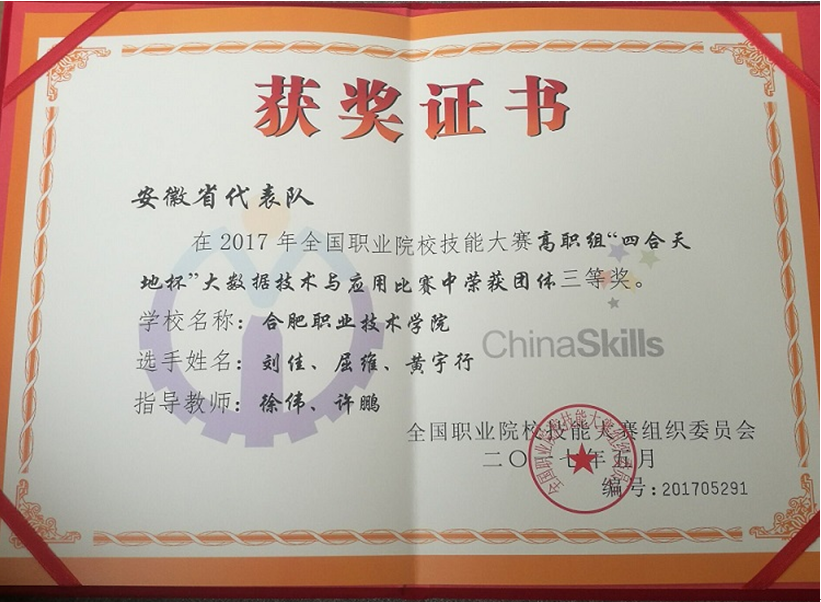 获奖证书
安徽省代表队
在2017年全国职业院校技能大赛高职组“四合天
地杯”大数据技术与应用比赛中荣获团体三等奖。
学校名称：合肥职业技术学院
ChinaSkills
选手姓名：刘佳、屈维、黄宇行
指导教师：徐伟、许鹏
全国职业院校技能大赛组织委员会
二〇一七年五月
编号:201705291